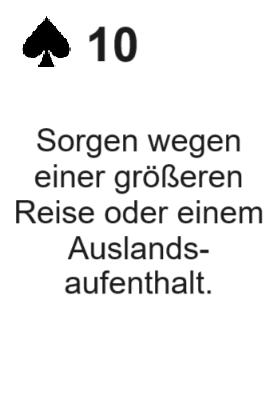 10
Sorgen wegen
einer größeren
Reise oder einem
Auslands-
aufenthalt.